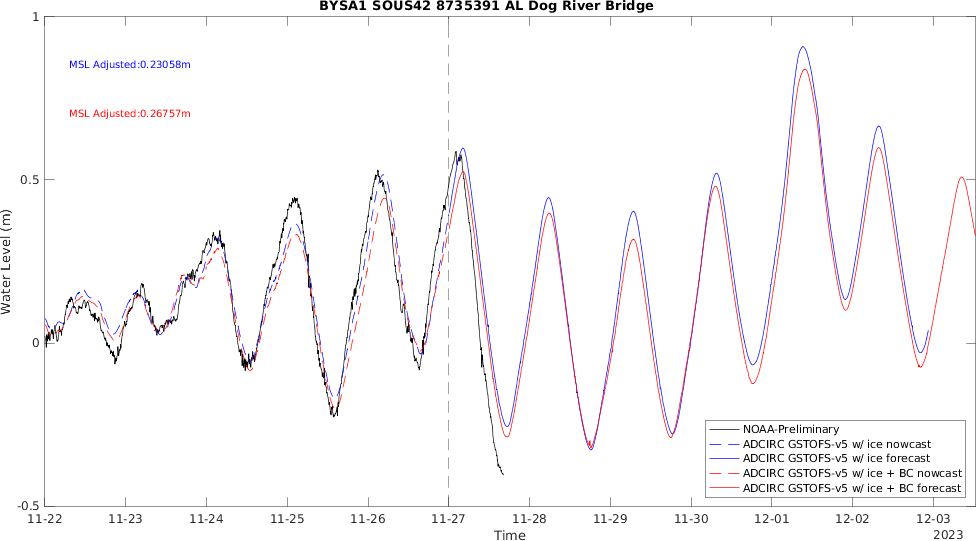 BYSA1 SOUS42 8735391 AL Dog River Bridge
MSL Adjusted:0.23058m
MSL Adjusted:0.26757m
Water Level (m)
1
0.5
0
-0.5
NOAA-Preliminary
ADCIRC GSTOFS-v5 w/ ice nowcast
ADCIRC GSTOFS-v5 w/ ice forecast
ADCIRC GSTOFS-v5 w/ ice + BC nowcast
ADCIRC GSTOFS-v5 w/ ice + BC forecast
11-22 11-23 11-24 11-25 11-26 11-27 11-28 11-29 11-30 12-01 12-02 12-03
Time
2023